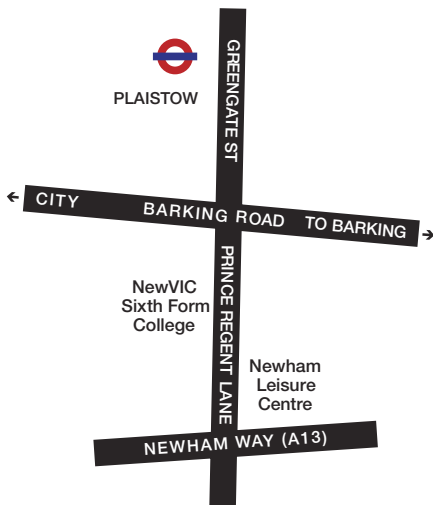 GREENGATE ST
PLAISTOW
CITY BARKING ROAD TO BARKING
PRINCE REGENT LANE
NewVIC
Sixth Form
College
Newham
Leisure
Centre
NEWHAM WAY (A13)